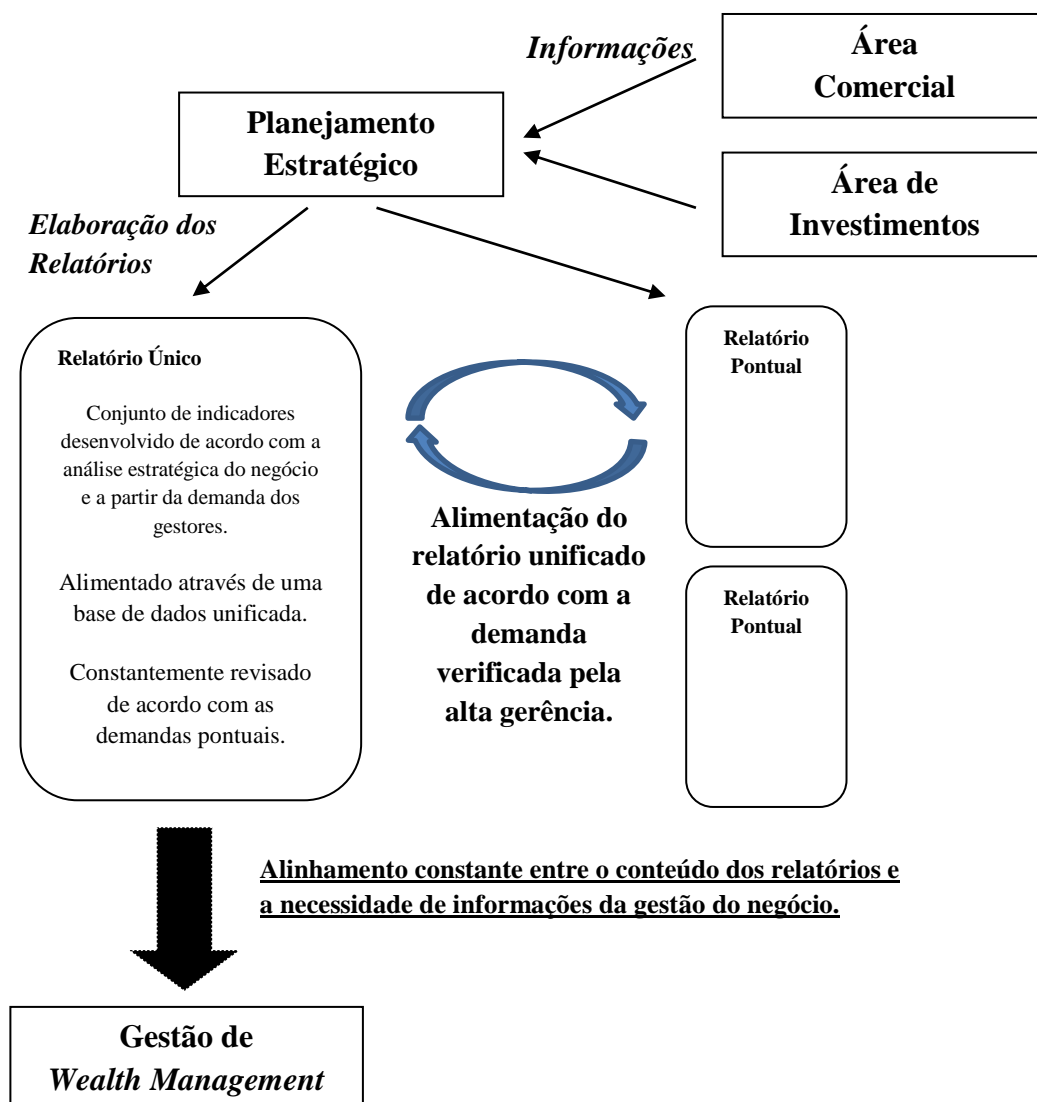 Informações
Área
Comercial
Planejamento
Estratégico
Área de
Investimentos
Elaboração dos
Relatórios
Relatório Único
Conjunto de indicadores
desenvolvido de acordo com a
análise estratégica do negócio
e a partir da demanda dos
gestores.
Alimentado através de uma
base de dados unificada.
Constantemente revisado
de acordo com as
demandas pontuais.
Alimentação do
relatório unificado
de acordo com a
demanda
verificada pela
alta gerência.
Relatório
Pontual
Relatório
Pontual
Alinhamento constante entre o conteúdo dos relatórios e
a necessidade de informações da gestão do negócio.
Gestão de
Wealth Management